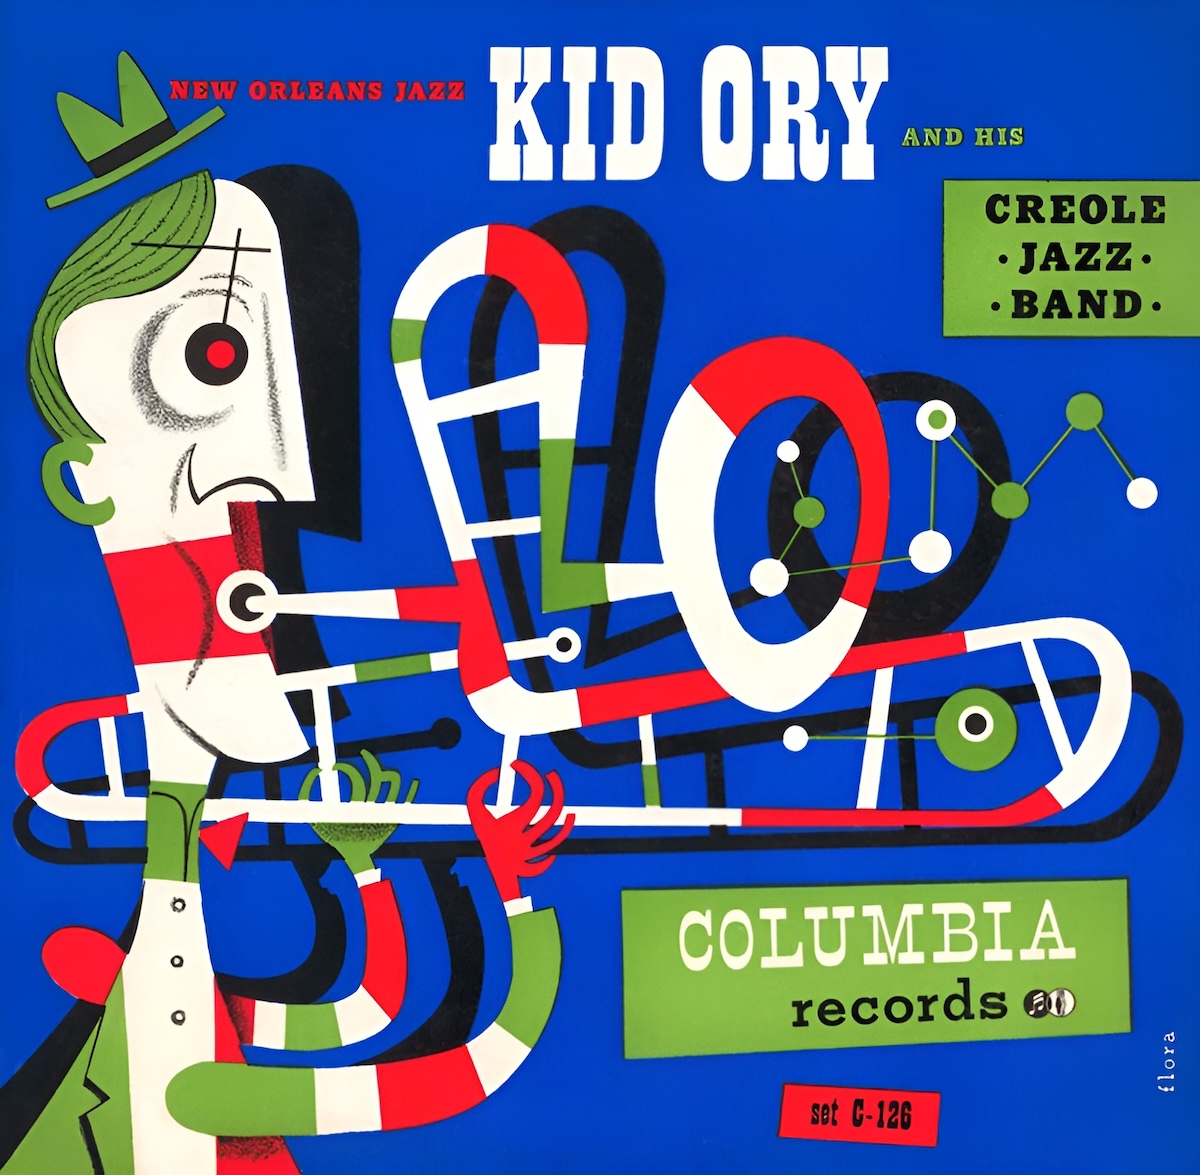 NEW ORLEANS JAZZ
KID ORY
AND HIS
CREOLE
·JAZZ·
·BAND·
COLUMBIA
records
set C-126
flora